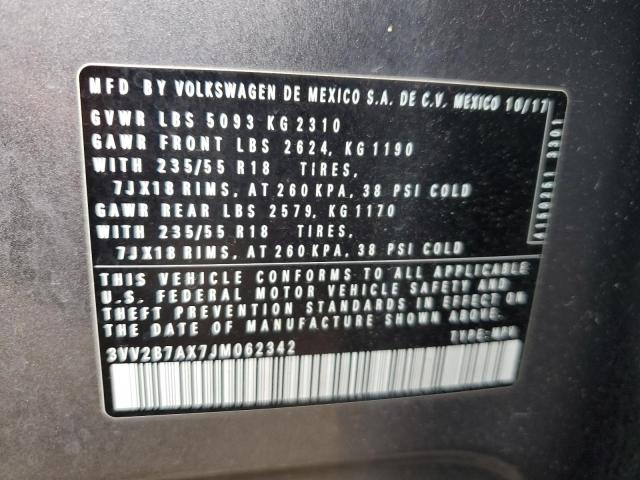 MFD BY VOLKSWAGEN DE MEXICO S.A. DE C.V. MEXICO 10/17
GVWR LBS 5093 KG 2310
GAWR FRONT LBS 2624, KG 1190
WITH 235/55 R18 TIRES,
7JX18 RIMS, AT 260 KPA, 38 PSI COLD
GAWR REAR LBS 2579, KG 1170
WITH 235/55 R18 TIRES,
7JX18 RIMS, AT 260 KPA, 38 PSI COLD
THIS VEHICLE CONFORMS TO ALL APPLICABLE
U.S. FEDERAL MOTOR VEHICLE SAFETY AND
THEFT PREVENTION STANDARDS IN EFFECT ON
THE DATE OF MANUFACTURE SHOWN ABOVE.
3VV2B7AX7JM062342 TYPE: MPV